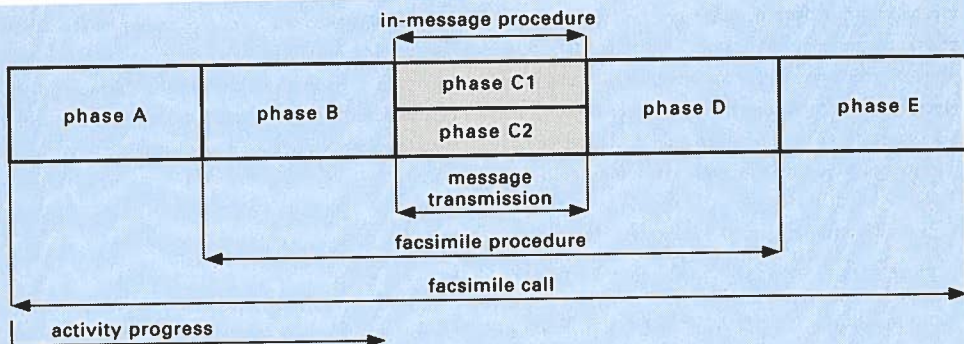 in-message procedure
phase A
phase B
phase C1
phase C2
phase D
phase E
message
transmission
facsimile procedure
facsimile call
activity progress